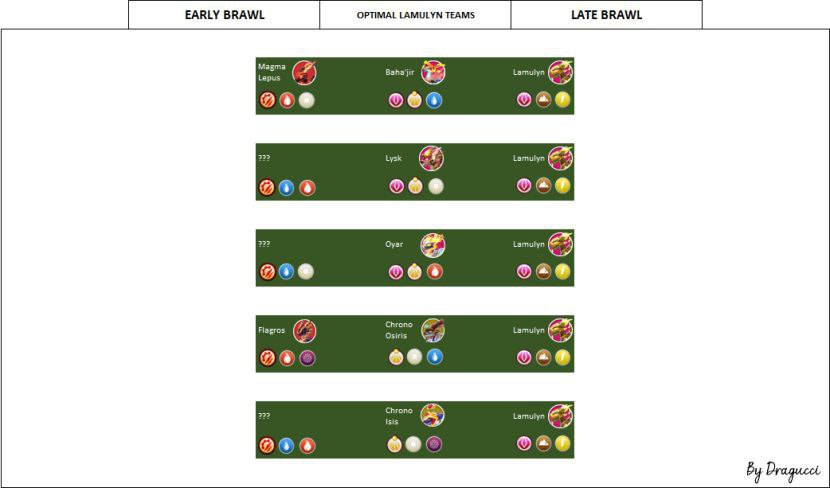 EARLY BRAWL OPTIMAL LAMULYN TEAMS LATE BRAWL
Magma Lepus Baha'jir Lamulyn
??? Lysk Lamulyn
??? Oyar Lamulyn
Flagros Chrono Osiris Lamulyn
??? Chrono Isis Lamulyn
By Dragucci